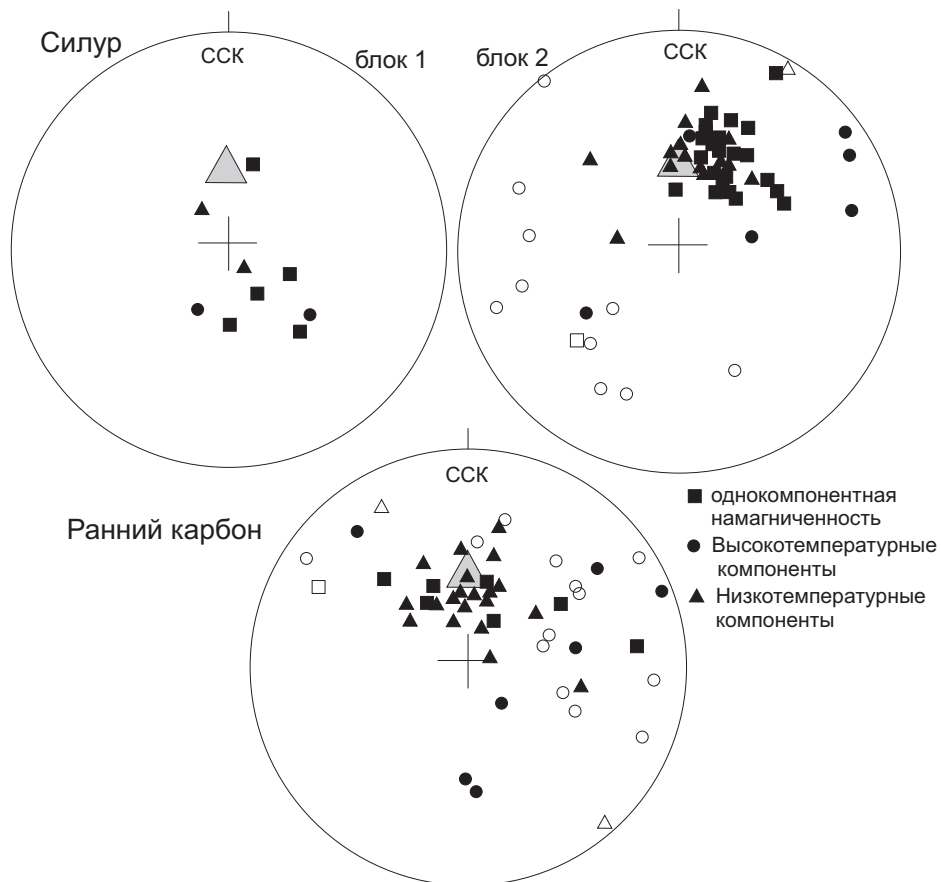 Силур
ССК
блок 1
блок 2
ССК
ССК
Ранний карбон
однокомпонентная
намагниченность
Высокотемпературные
компоненты
Низкотемпературные
компоненты